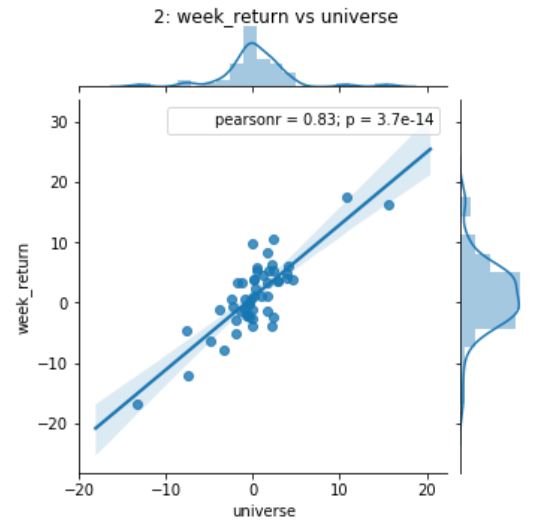 2: week_return vs universe
pearsonr = 0.83; p = 3.7e-14
30
20
10
0
−10
−20
week_return
−20
−10
0
10
20
universe